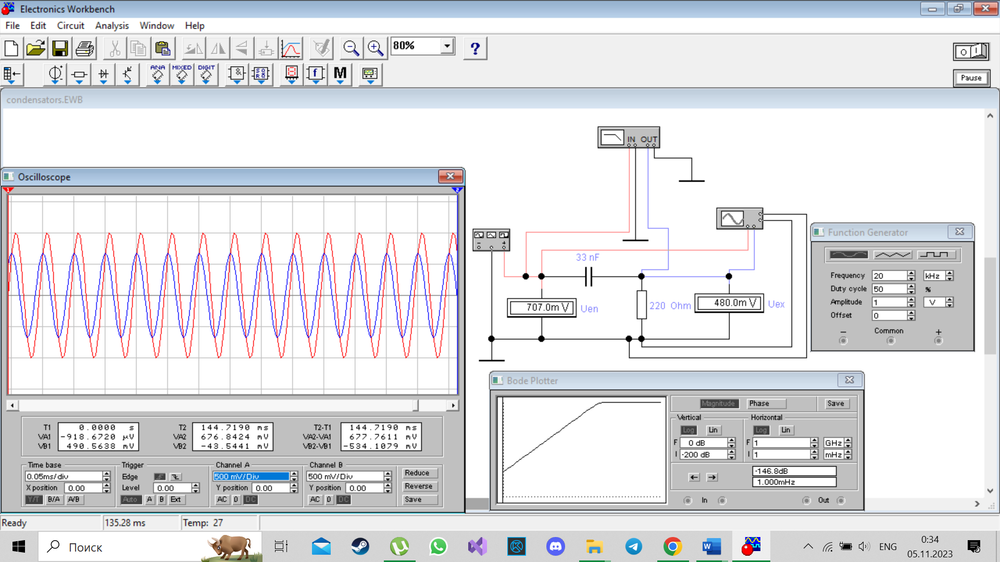 Electronics Workbench
File Edit Circuit Analysis Window Help
80%
?
ANA MIXED DIGIT
f M
Pause
condensators.EWB
IN OUT
Oscilloscope
1 2
33 nF
707.0m V Uen
220 Ohm
480.0m V Uex
Function Generator
Frequency 20 kHz
Duty cycle 50 %
Amplitude 1 V
Offset 0
− Common +
Bode Plotter
Magnitude Phase Save
Vertical Horizontal
Log Lin Log Lin
F 0 dB F 1 GHz
I -200 dB I 1 mHz
-146.8dB
1.000mHz
In Out
T1 0.0000 s T2 144.7190 ms T2-T1 144.7190 ms
VA1 -918.6720 µV VA2 676.8424 mV VA2-VA1 677.7611 mV
VB1 490.5638 mV VB2 -43.5441 mV VB2-VB1 -534.1079 mV
Time base Trigger Channel A Channel B
0.05ms/div Edge 500 mV/Div 500 mV/Div Reduce
X position 0.00 Level 0.00 Y position 0.00 Y position 0.00 Reverse
Y/T B/A A/B Auto A B Ext AC 0 DC AC 0 DC Save
Ready 135.28 ms Temp: 27
Поиск
ENG
0:34
05.11.2023